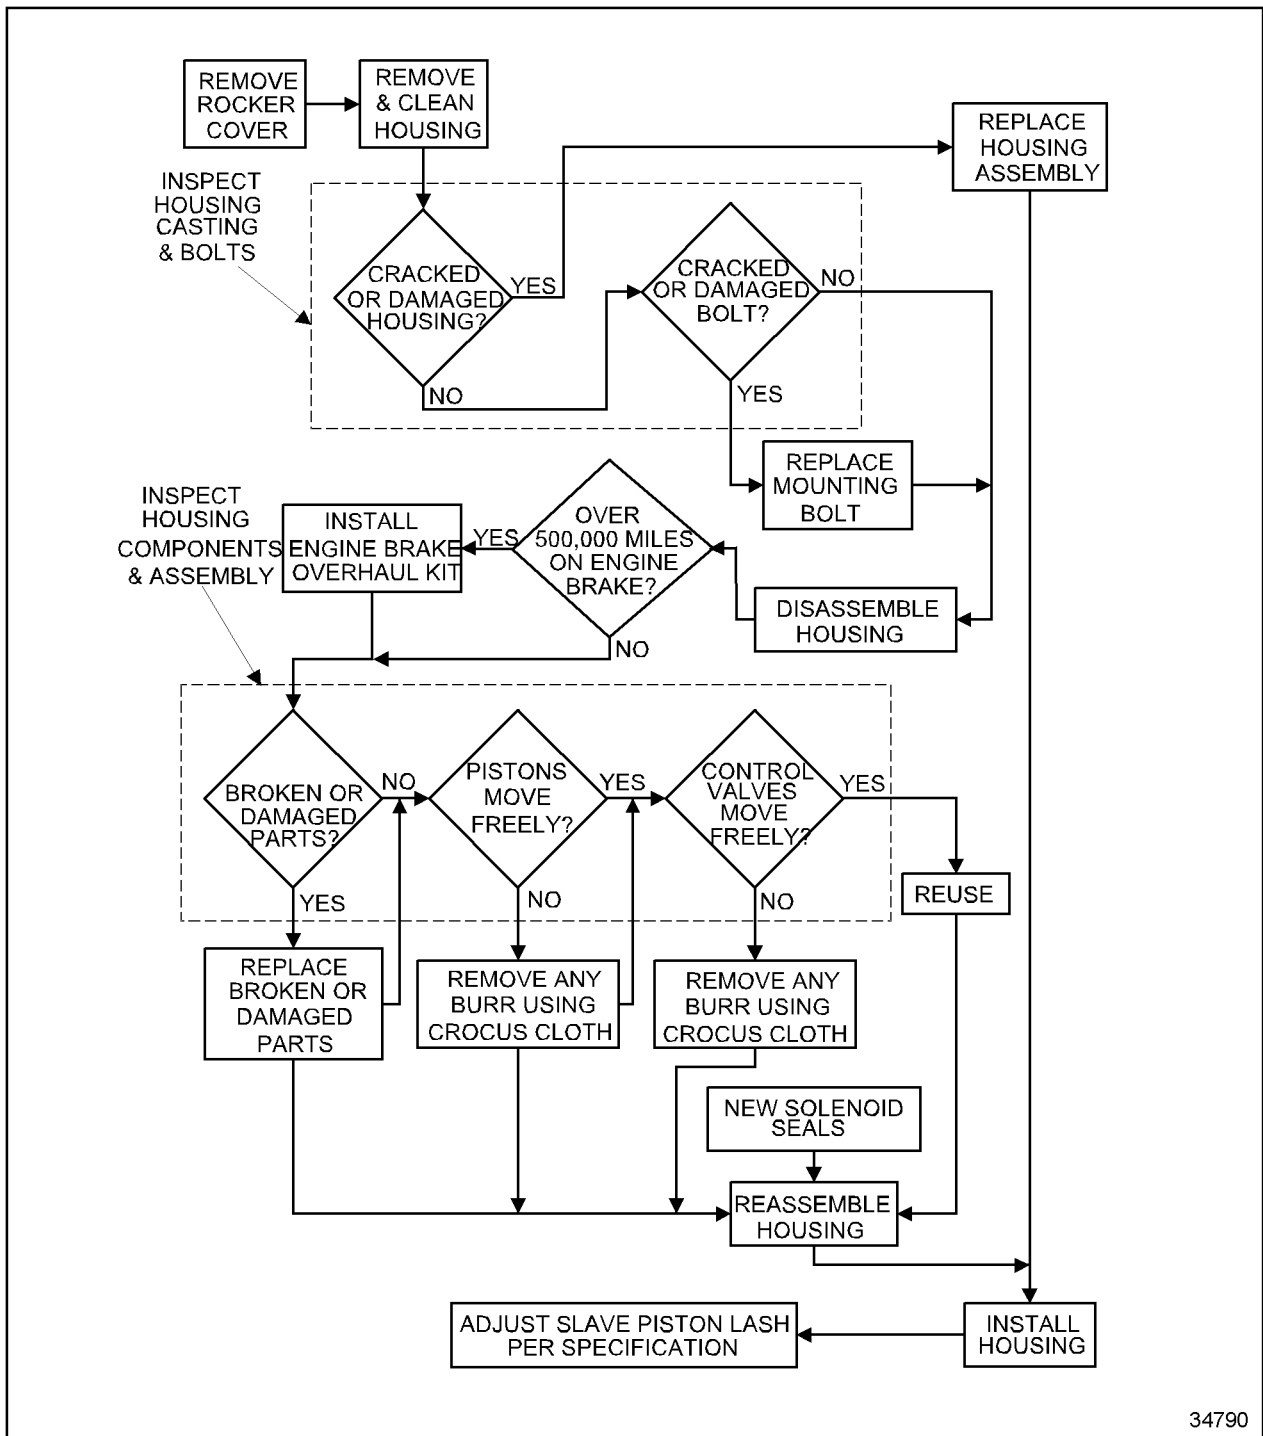 REMOVE
ROCKER
COVER
REMOVE
& CLEAN
HOUSING
REPLACE
HOUSING
ASSEMBLY
INSPECT
HOUSING
CASTING
& BOLTS
CRACKED
OR DAMAGED
HOUSING?
YES
NO
CRACKED
OR DAMAGED
BOLT?
NO
YES
REPLACE
MOUNTING
BOLT
INSPECT
HOUSING
COMPONENTS
& ASSEMBLY
INSTALL
ENGINE BRAKE
OVERHAUL KIT
YES
OVER
500,000 MILES
ON ENGINE
BRAKE?
NO
DISASSEMBLE
HOUSING
BROKEN OR
DAMAGED
PARTS?
NO
YES
PISTONS
MOVE
FREELY?
YES
NO
CONTROL
VALVES
MOVE
FREELY?
YES
NO
REUSE
REPLACE
BROKEN OR
DAMAGED
PARTS
REMOVE ANY
BURR USING
CROCUS CLOTH
REMOVE ANY
BURR USING
CROCUS CLOTH
NEW SOLENOID
SEALS
REASSEMBLE
HOUSING
ADJUST SLAVE PISTON LASH
PER SPECIFICATION
INSTALL
HOUSING
34790